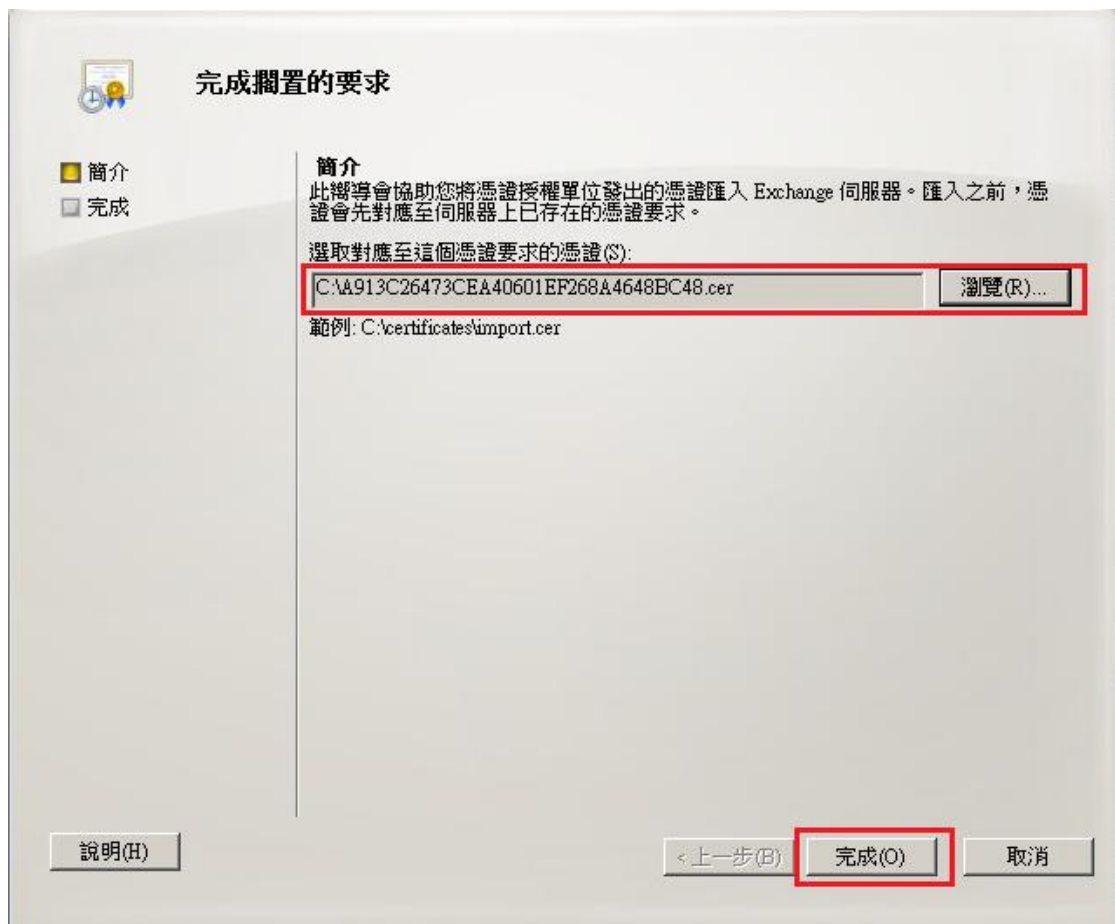 完成擱置的要求
簡介
完成
簡介
此嚮導會協助您將憑證授權單位發出的憑證匯入 Exchange 伺服器。匯入之前，憑
證會先對應至伺服器上已存在的憑證要求。
選取對應至這個憑證要求的憑證(S):
C:\A913C26473CEA40601EF268A4648BC48.cer
瀏覽(R)...
範例: C:\certificates\import.cer
說明(H)
<上一步(B)
完成(O)
取消